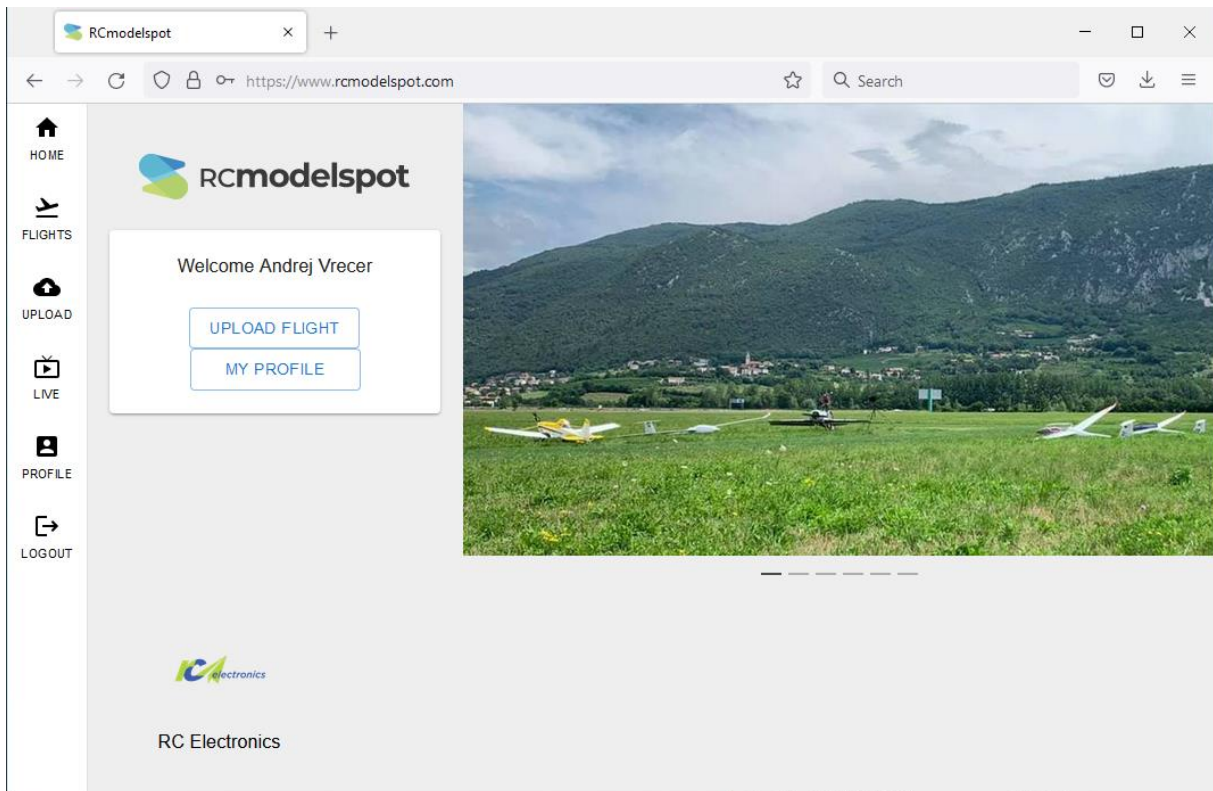 RCmodelspot
https://www.rcmodelspot.com
Search
HOME
FLIGHTS
UPLOAD
LIVE
PROFILE
LOGOUT
RCmodelspot
Welcome Andrej Vrecer
UPLOAD FLIGHT
MY PROFILE
RC electronics
RC Electronics